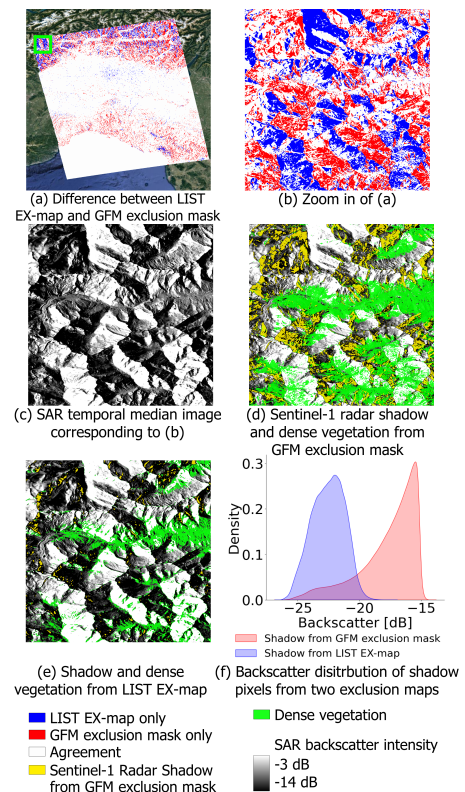 (a) Difference between LIST
EX-map and GFM exclusion mask
(b) Zoom in of (a)
(c) SAR temporal median image
corresponding to (b)
(d) Sentinel-1 radar shadow
and dense vegetation from
GFM exclusion mask
0.3
0.2
0.1
0.0
Density
−25
−20
−15
Backscatter [dB]
Shadow from GFM exclusion mask
Shadow from LIST EX-map
(e) Shadow and dense
vegetation from LIST EX-map
(f) Backscatter disitrbution of shadow
pixels from two exclusion maps
LIST EX-map only
GFM exclusion mask only
Agreement
Sentinel-1 Radar Shadow
from GFM exclusion mask
Dense vegetation
SAR backscatter intensity
-3 dB
-14 dB